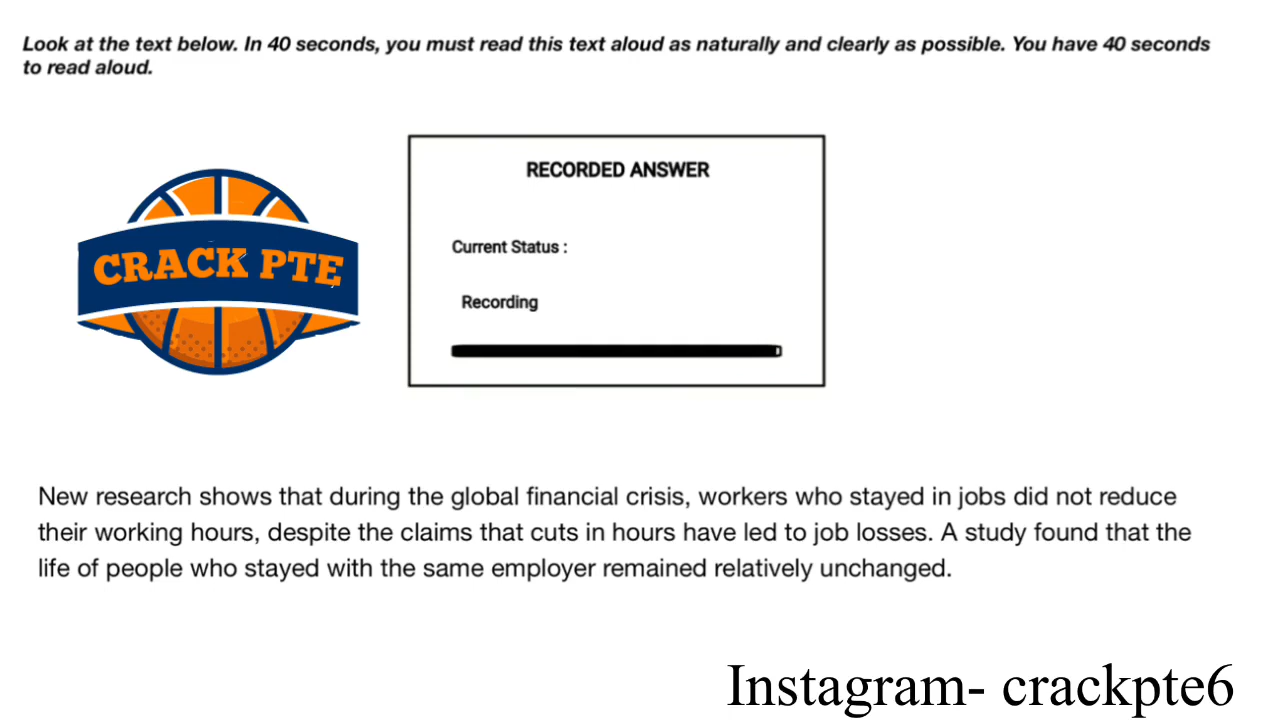 Look at the text below. In 40 seconds, you must read this text aloud as naturally and clearly as possible. You have 40 seconds
to read aloud.
CRACK PTE
RECORDED ANSWER
Current Status :
Recording
New research shows that during the global financial crisis, workers who stayed in jobs did not reduce
their working hours, despite the claims that cuts in hours have led to job losses. A study found that the
life of people who stayed with the same employer remained relatively unchanged.
Instagram- crackpte6